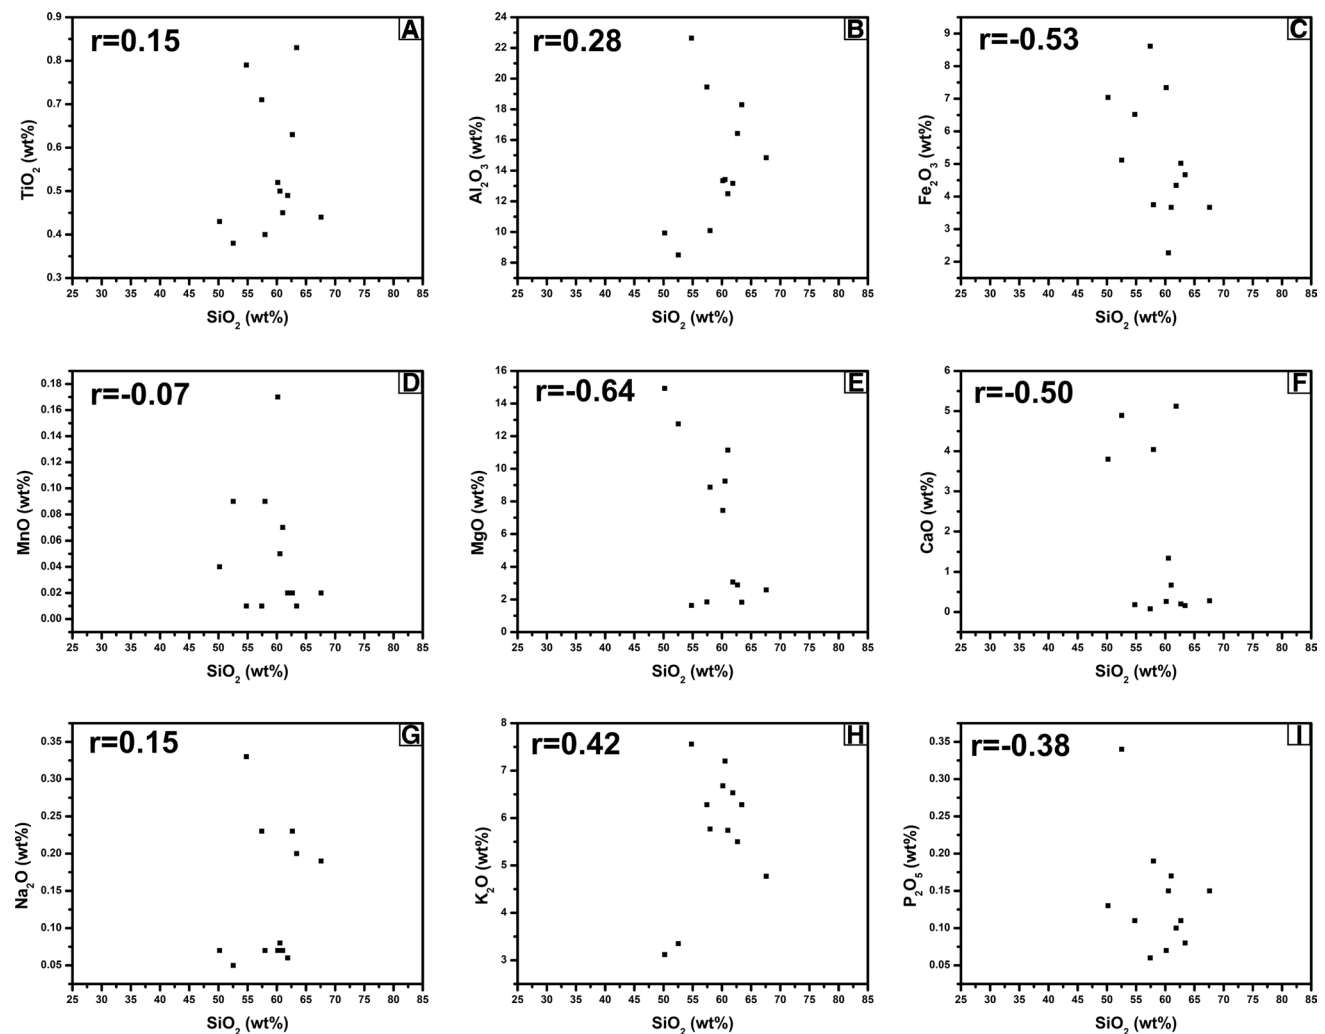 r=0.15
A
TiO2 (wt%)
0.9
0.8
0.7
0.6
0.5
0.4
0.3
25 30 35 40 45 50 55 60 65 70 75 80 85
SiO2 (wt%)
r=0.28
B
Al2O3 (wt%)
24
22
20
18
16
14
12
10
8
25 30 35 40 45 50 55 60 65 70 75 80 85
SiO2 (wt%)
r=-0.53
C
Fe2O3 (wt%)
9
8
7
6
5
4
3
2
25 30 35 40 45 50 55 60 65 70 75 80 85
SiO2 (wt%)
r=-0.07
D
MnO (wt%)
0.18
0.16
0.14
0.12
0.10
0.08
0.06
0.04
0.02
0.00
25 30 35 40 45 50 55 60 65 70 75 80 85
SiO2 (wt%)
r=-0.64
E
MgO (wt%)
16
14
12
10
8
6
4
2
0
25 30 35 40 45 50 55 60 65 70 75 80 85
SiO2 (wt%)
r=-0.50
F
CaO (wt%)
6
5
4
3
2
1
0
25 30 35 40 45 50 55 60 65 70 75 80 85
SiO2 (wt%)
r=0.15
G
Na2O (wt%)
0.35
0.30
0.25
0.20
0.15
0.10
0.05
25 30 35 40 45 50 55 60 65 70 75 80 85
SiO2 (wt%)
r=0.42
H
K2O (wt%)
8
7
6
5
4
3
25 30 35 40 45 50 55 60 65 70 75 80 85
SiO2 (wt%)
r=-0.38
I
P2O5 (wt%)
0.35
0.30
0.25
0.20
0.15
0.10
0.05
25 30 35 40 45 50 55 60 65 70 75 80 85
SiO2 (wt%)